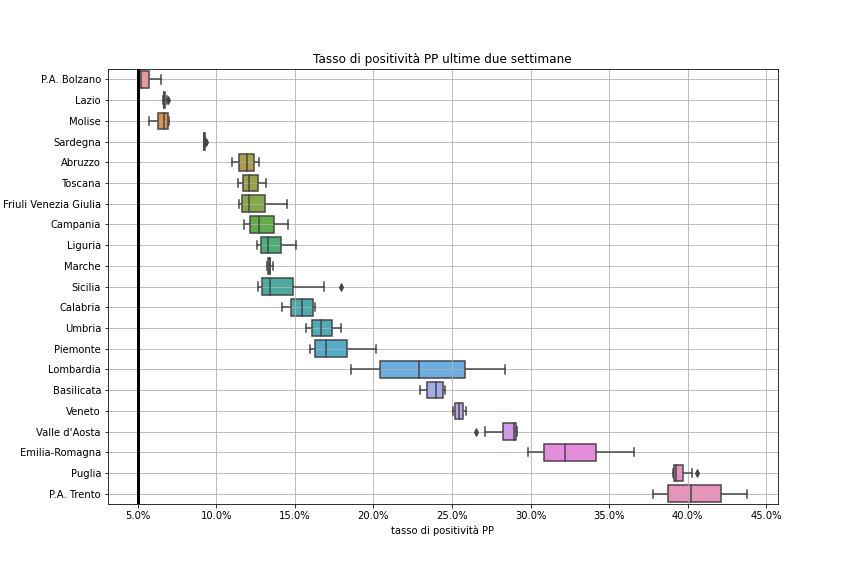 Tasso di positività PP ultime due settimane
P.A. Bolzano
Lazio
Molise
Sardegna
Abruzzo
Toscana
Friuli Venezia Giulia
Campania
Liguria
Marche
Sicilia
Calabria
Umbria
Piemonte
Lombardia
Basilicata
Veneto
Valle d'Aosta
Emilia-Romagna
Puglia
P.A. Trento
5.0% 10.0% 15.0% 20.0% 25.0% 30.0% 35.0% 40.0% 45.0%
tasso di positività PP